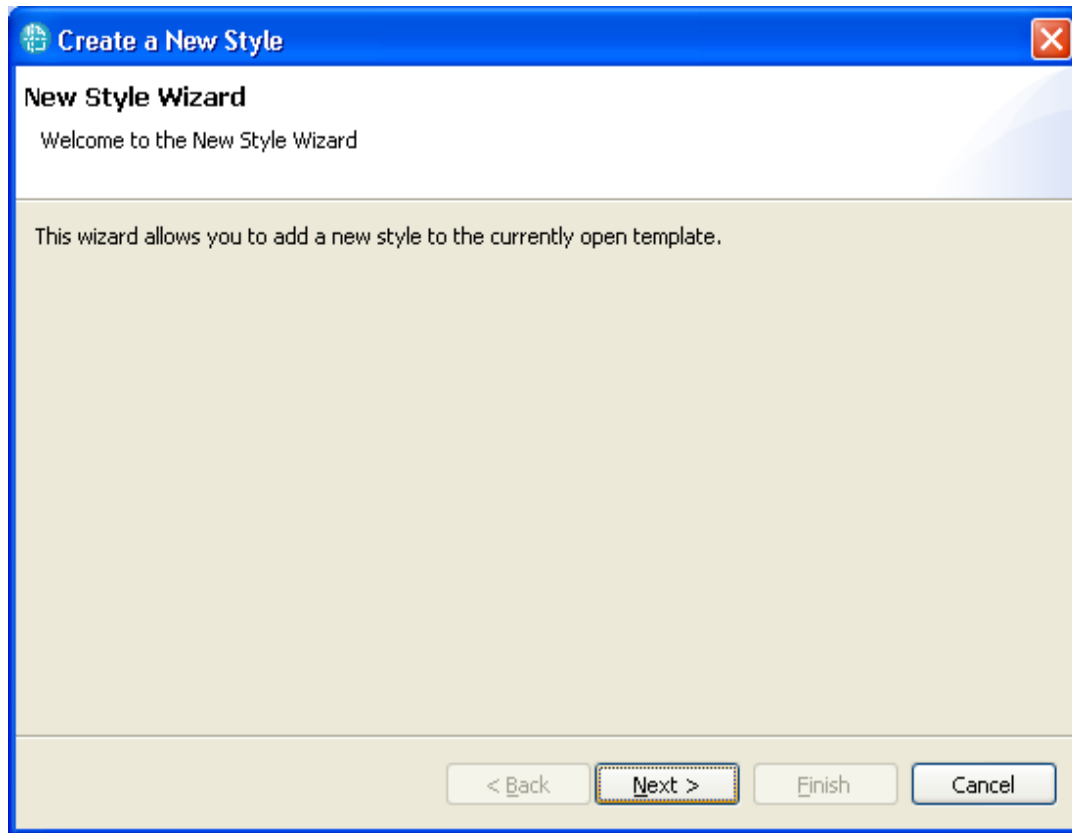 Create a New Style
New Style Wizard
Welcome to the New Style Wizard
This wizard allows you to add a new style to the currently open template.
< Back Next > Finish Cancel